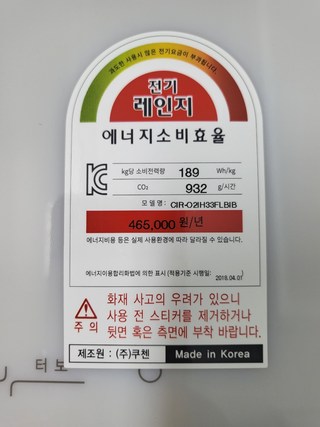 과도한 사용시 많은 전기요금이 부과됩니다.
전기
레인지
에너지소비효율
kg당 소비전력량 189 Wh/kg
CO₂ 932 g/시간
모델명: CIR-O2IH33FLBIB
465,000 원/년
에너지비용 등은 실제 사용환경에 따라 달라질 수 있습니다.
에너지이용합리화법에 의한 표시 (적용기준 시행일: 2019.04.01)
화재 사고의 우려가 있으니
사용 전 스티커를 제거하거나
주의 뒷면 혹은 측면에 부착 바랍니다.
제조원 : (주)쿠첸 Made in Korea
터보